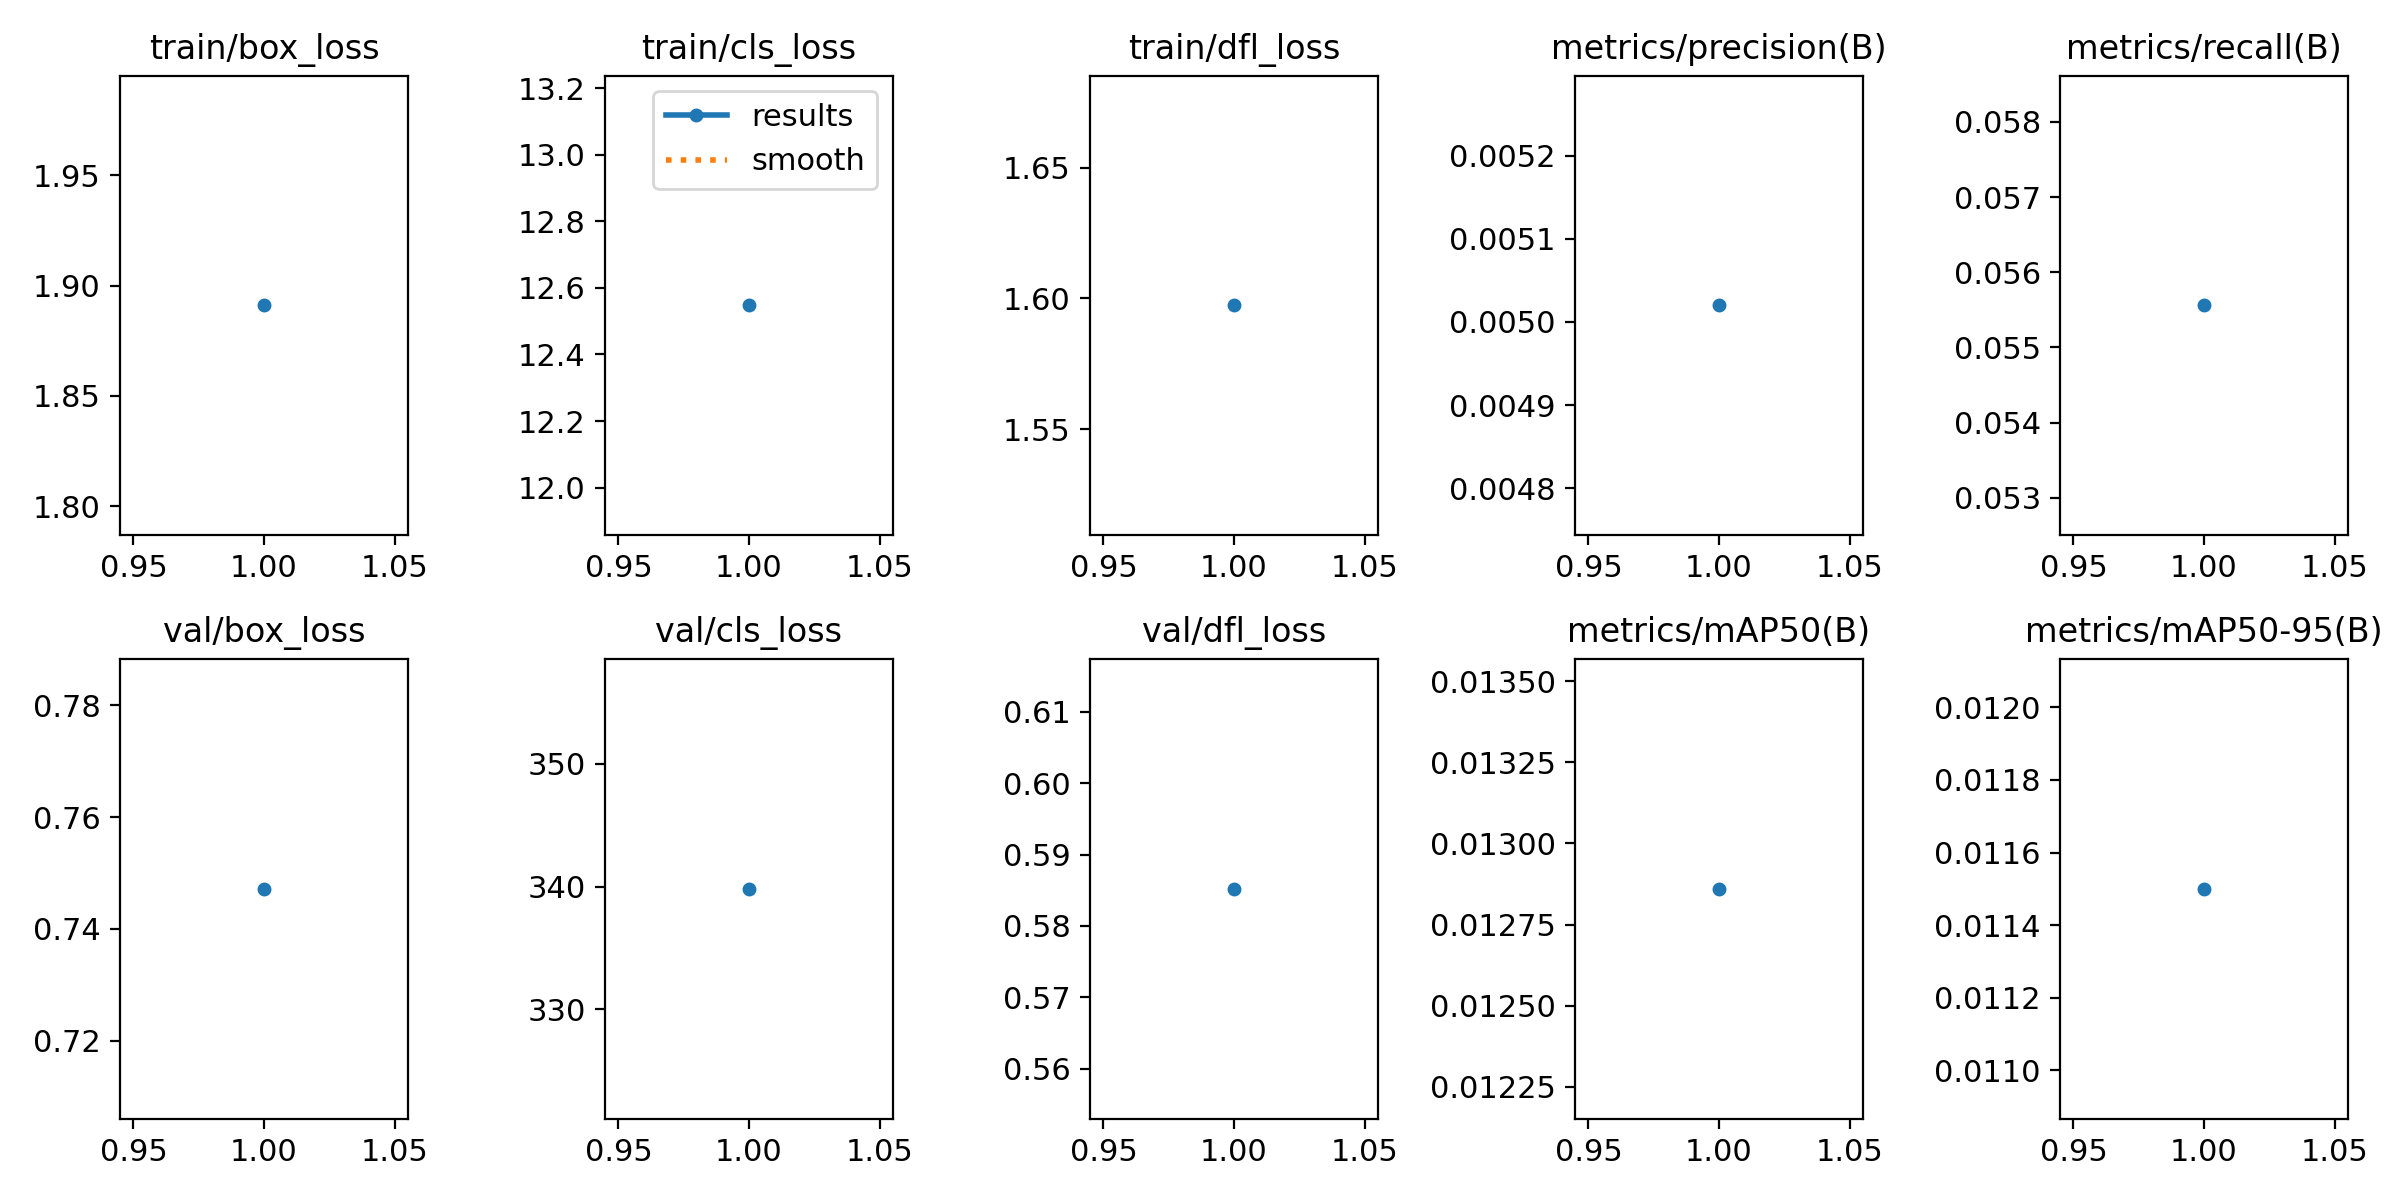 train/box_loss
1.95
1.90
1.85
1.80
0.95 1.00 1.05
train/cls_loss
13.2
13.0
12.8
12.6
12.4
12.2
12.0
results
smooth
0.95 1.00 1.05
train/dfl_loss
1.65
1.60
1.55
0.95 1.00 1.05
metrics/precision(B)
0.0052
0.0051
0.0050
0.0049
0.0048
0.95 1.00 1.05
metrics/recall(B)
0.058
0.057
0.056
0.055
0.054
0.053
0.95 1.00 1.05
val/box_loss
0.78
0.76
0.74
0.72
0.95 1.00 1.05
val/cls_loss
350
340
330
0.95 1.00 1.05
val/dfl_loss
0.61
0.60
0.59
0.58
0.57
0.56
0.95 1.00 1.05
metrics/mAP50(B)
0.01350
0.01325
0.01300
0.01275
0.01250
0.01225
0.95 1.00 1.05
metrics/mAP50-95(B)
0.0120
0.0118
0.0116
0.0114
0.0112
0.0110
0.95 1.00 1.05